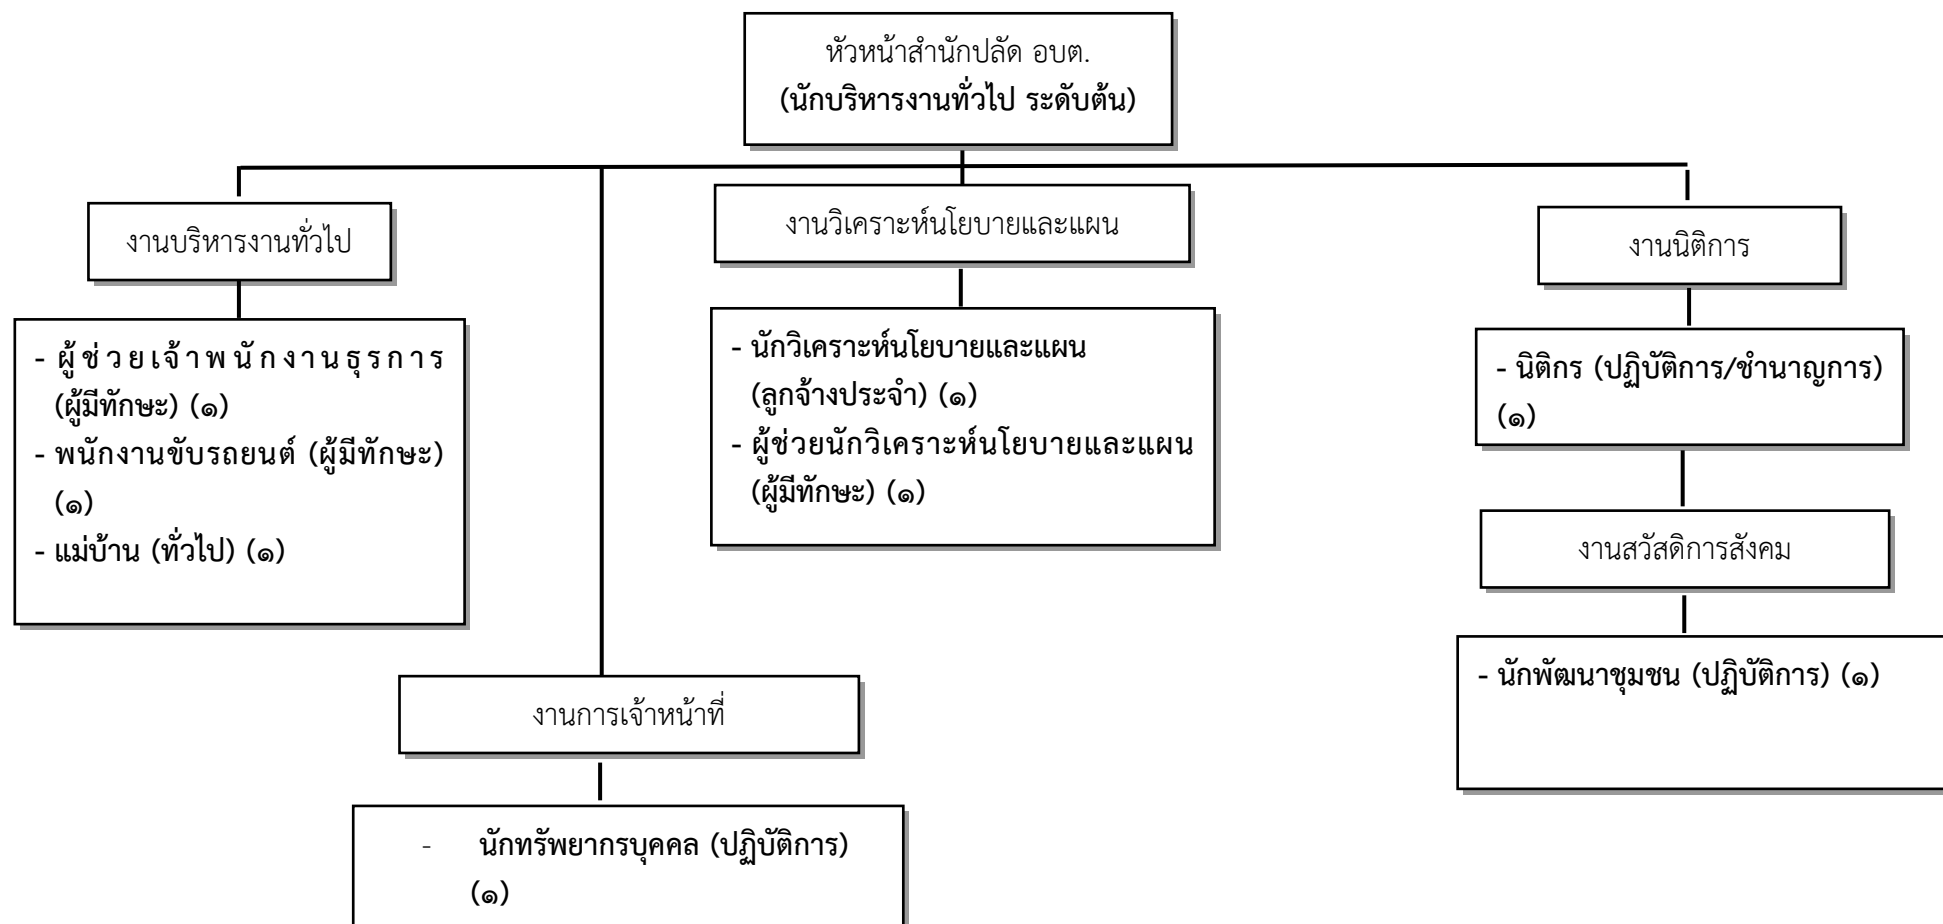 หัวหน้าสำนักปลัด อบต.
(นักบริหารงานทั่วไป ระดับต้น)
งานบริหารงานทั่วไป
- ผู้ช่วยเจ้าพนักงานธุรการ
(ผู้มีทักษะ) (๑)
- พนักงานขับรถยนต์ (ผู้มีทักษะ)
(๑)
- แม่บ้าน (ทั่วไป) (๑)
งานวิเคราะห์นโยบายและแผน
- นักวิเคราะห์นโยบายและแผน
(ลูกจ้างประจำ) (๑)
- ผู้ช่วยนักวิเคราะห์นโยบายและแผน
(ผู้มีทักษะ) (๑)
งานนิติการ
- นิติกร (ปฏิบัติการ/ชำนาญการ)
(๑)
งานสวัสดิการสังคม
- นักพัฒนาชุมชน (ปฏิบัติการ) (๑)
งานการเจ้าหน้าที่
- นักทรัพยากรบุคคล (ปฏิบัติการ)
(๑)